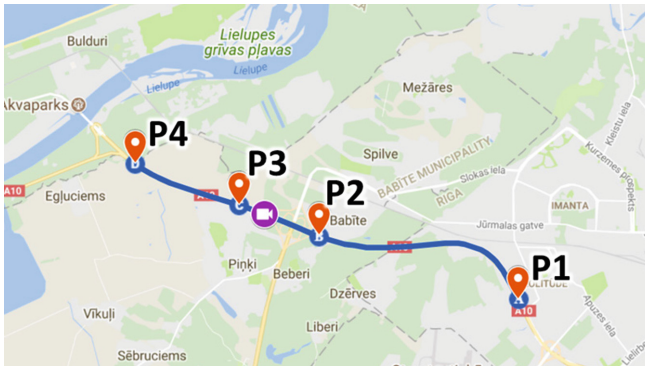 Bulduri
Lielupes
grīvas pļavas
Lielupe
Lielupe
Akvaparks
Mežāres
P4
P3
Spilve
BABĪTE MUNICIPALITY
RIGA
Slokas iela
Kurzemes prospekts
Kleistu iela
A10
Egļuciems
P2
Babīte
IMANTA
Jūrmalas gatve
Piņķi
Beberi
P1
Dzērves
A
A10
Apuzes iela
Vīkuļi
Liberi
Sēbruciems